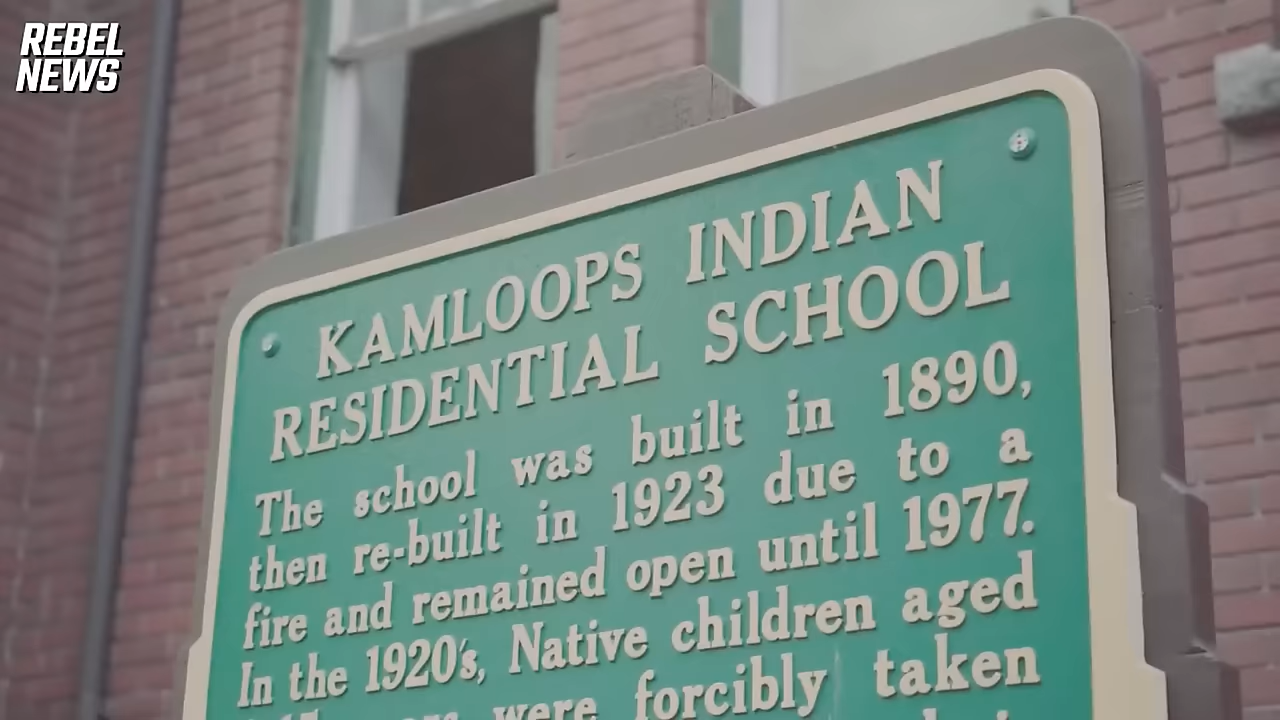 REBEL
NEWS
KAMLOOPS INDIAN
RESIDENTIAL SCHOOL
The school was built in 1890,
then re-built in 1923 due to a
fire and remained open until 1977.
In the 1920's, Native children aged
were forcibly taken